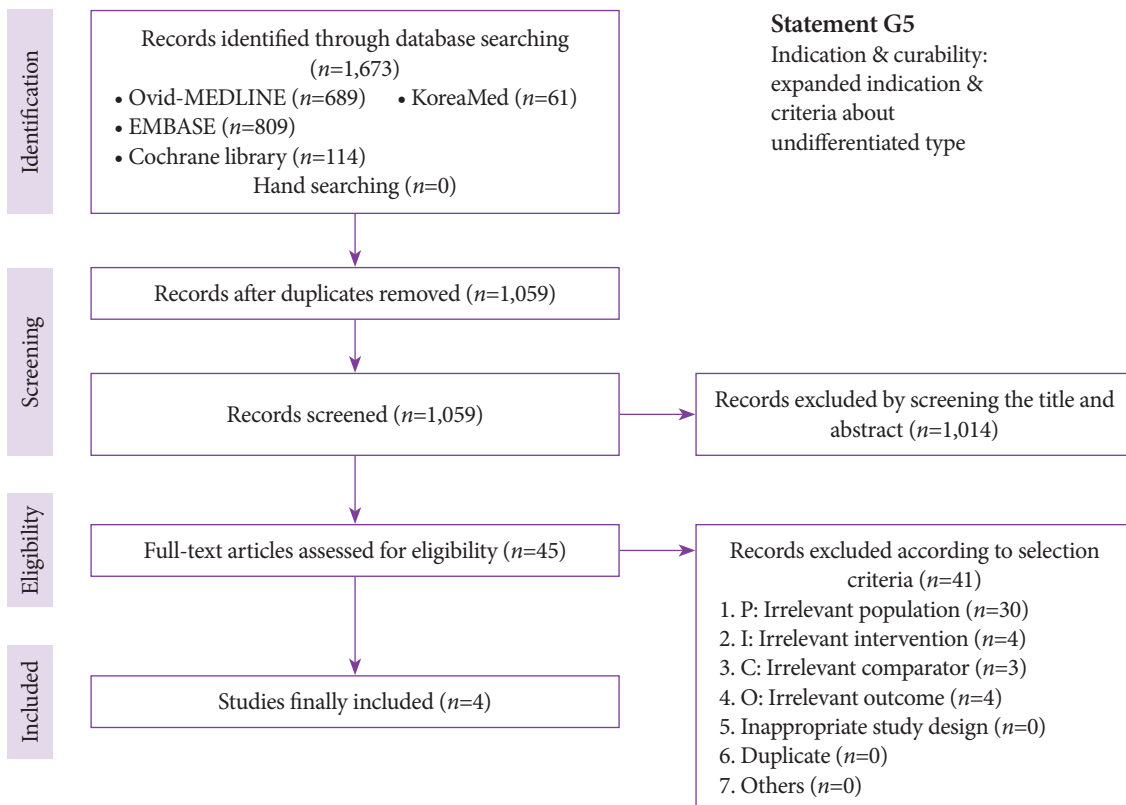 Statement G5
Indication & curability:
expanded indication &
criteria about
undifferentiated type
Identification
Records identified through database searching
(n=1,673)
• Ovid-MEDLINE (n=689) • KoreaMed (n=61)
• EMBASE (n=809)
• Cochrane library (n=114)
Hand searching (n=0)
Screening
Records after duplicates removed (n=1,059)
Records screened (n=1,059)
Records excluded by screening the title and
abstract (n=1,014)
Eligibility
Full-text articles assessed for eligibility (n=45)
Records excluded according to selection
criteria (n=41)
1. P: Irrelevant population (n=30)
2. I: Irrelevant intervention (n=4)
3. C: Irrelevant comparator (n=3)
4. O: Irrelevant outcome (n=4)
5. Inappropriate study design (n=0)
6. Duplicate (n=0)
7. Others (n=0)
Included
Studies finally included (n=4)